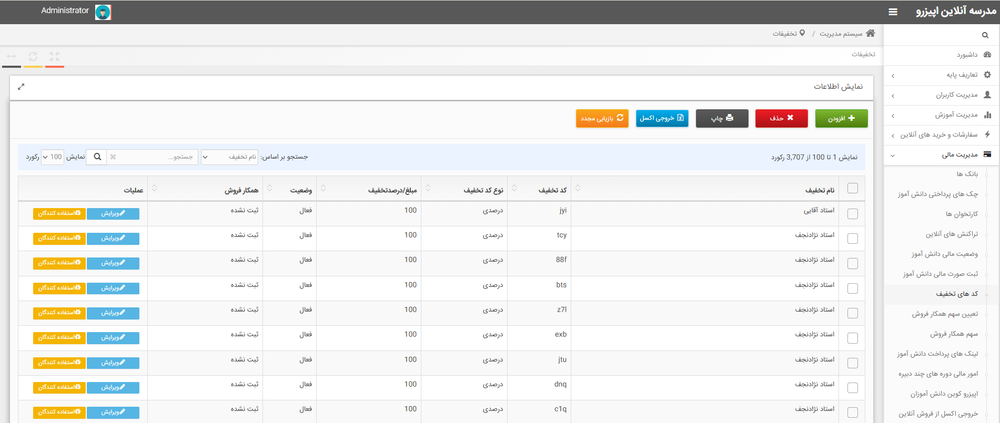 مدرسه آنلاین اپیزرو
Administrator
سیستم مدیریت / تخفیفات
تخفیفات
داشبورد
تعاریف پایه
مدیریت کاربران
مدیریت آموزش
سفارشات و خرید های آنلاین
مدیریت مالی
بانک ها
چک های پرداختی دانش آموز
کارتخوان ها
تراکنش های آنلاین
وضعیت مالی دانش آموز
ثبت صورت مالی دانش آموز
کد های تخفیف
تعیین سهم همکار فروش
سهم همکار فروش
لینک های پرداخت دانش آموز
امور مالی دوره های چند دبیره
اپیزرو کوین دانش آموزان
خروجی اکسل از فروش آنلاین
نمایش اطلاعات
افزودن حذف چاپ خروجی اکسل بازیابی مجدد
نمایش 1 تا 100 از 3,707 رکورد
جستجو بر اساس: نام تخفیف جستجو... نمایش 100 رکورد
نام تخفیف کد تخفیف نوع کد تخفیف مبلغ/درصدتخفیف وضعیت همکار فروش عملیات
استاد آقایی jyi درصدی 100 فعال ثبت نشده ویرایش استفاده کنندگان
استاد نژادنجف tcy درصدی 100 فعال ثبت نشده ویرایش استفاده کنندگان
استاد نژادنجف 88f درصدی 100 فعال ثبت نشده ویرایش استفاده کنندگان
استاد نژادنجف bts درصدی 100 فعال ثبت نشده ویرایش استفاده کنندگان
استاد نژادنجف z7l درصدی 100 فعال ثبت نشده ویرایش استفاده کنندگان
استاد نژادنجف exb درصدی 100 فعال ثبت نشده ویرایش استفاده کنندگان
استاد نژادنجف jtu درصدی 100 فعال ثبت نشده ویرایش استفاده کنندگان
استاد نژادنجف dnq درصدی 100 فعال ثبت نشده ویرایش استفاده کنندگان
استاد نژادنجف c1q درصدی 100 فعال ثبت نشده ویرایش استفاده کنندگان